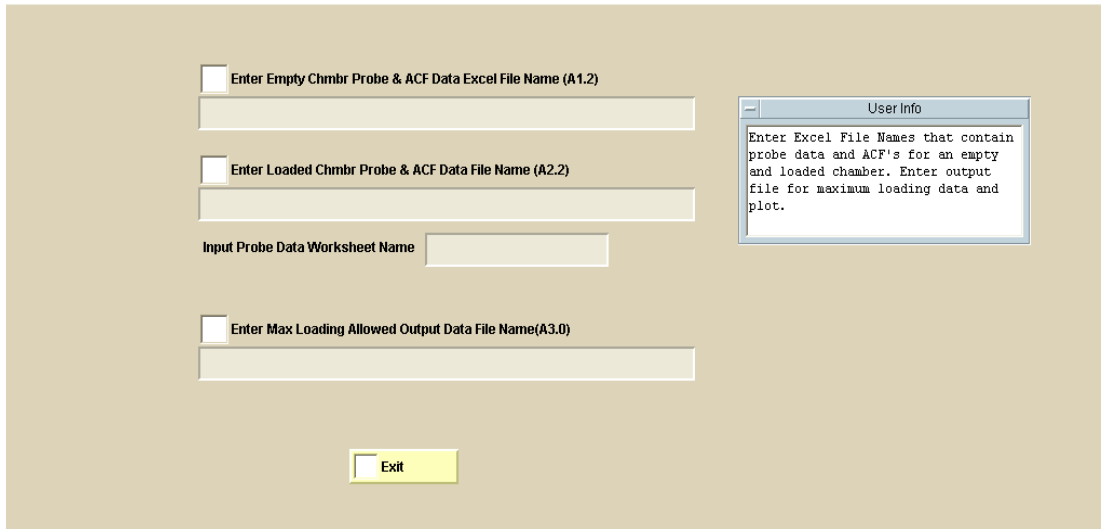 Enter Empty Chmbr Probe & ACF Data Excel File Name (A1.2)
User Info
Enter Excel File Names that contain
probe data and ACF's for an empty
and loaded chamber. Enter output
file for maximum loading data and
plot.
Enter Loaded Chmbr Probe & ACF Data File Name (A2.2)
Input Probe Data Worksheet Name
Enter Max Loading Allowed Output Data File Name(A3.0)
Exit